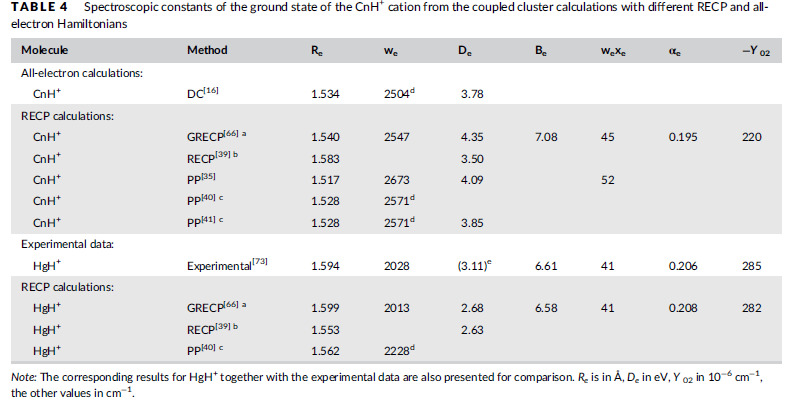 TABLE 4 Spectroscopic constants of the ground state of the CnH+ cation from the coupled cluster calculations with different RECP and all-
electron Hamiltonians
Molecule Method Re we De Be wexe αe −Y 02
All-electron calculations:
CnH+ DC[16] 1.534 2504d 3.78
RECP calculations:
CnH+ GRECP[66] a 1.540 2547 4.35 7.08 45 0.195 220
CnH+ RECP[39] b 1.583 3.50
CnH+ PP[35] 1.517 2673 4.09 52
CnH+ PP[40] c 1.528 2571d
CnH+ PP[41] c 1.528 2571d 3.85
Experimental data:
HgH+ Experimental[73] 1.594 2028 (3.11)e 6.61 41 0.206 285
RECP calculations:
HgH+ GRECP[66] a 1.599 2013 2.68 6.58 41 0.208 282
HgH+ RECP[39] b 1.553 2.63
HgH+ PP[40] c 1.562 2228d
Note: The corresponding results for HgH+ together with the experimental data are also presented for comparison. Re is in Å, De in eV, Y 02 in 10−6 cm−1,
the other values in cm−1.